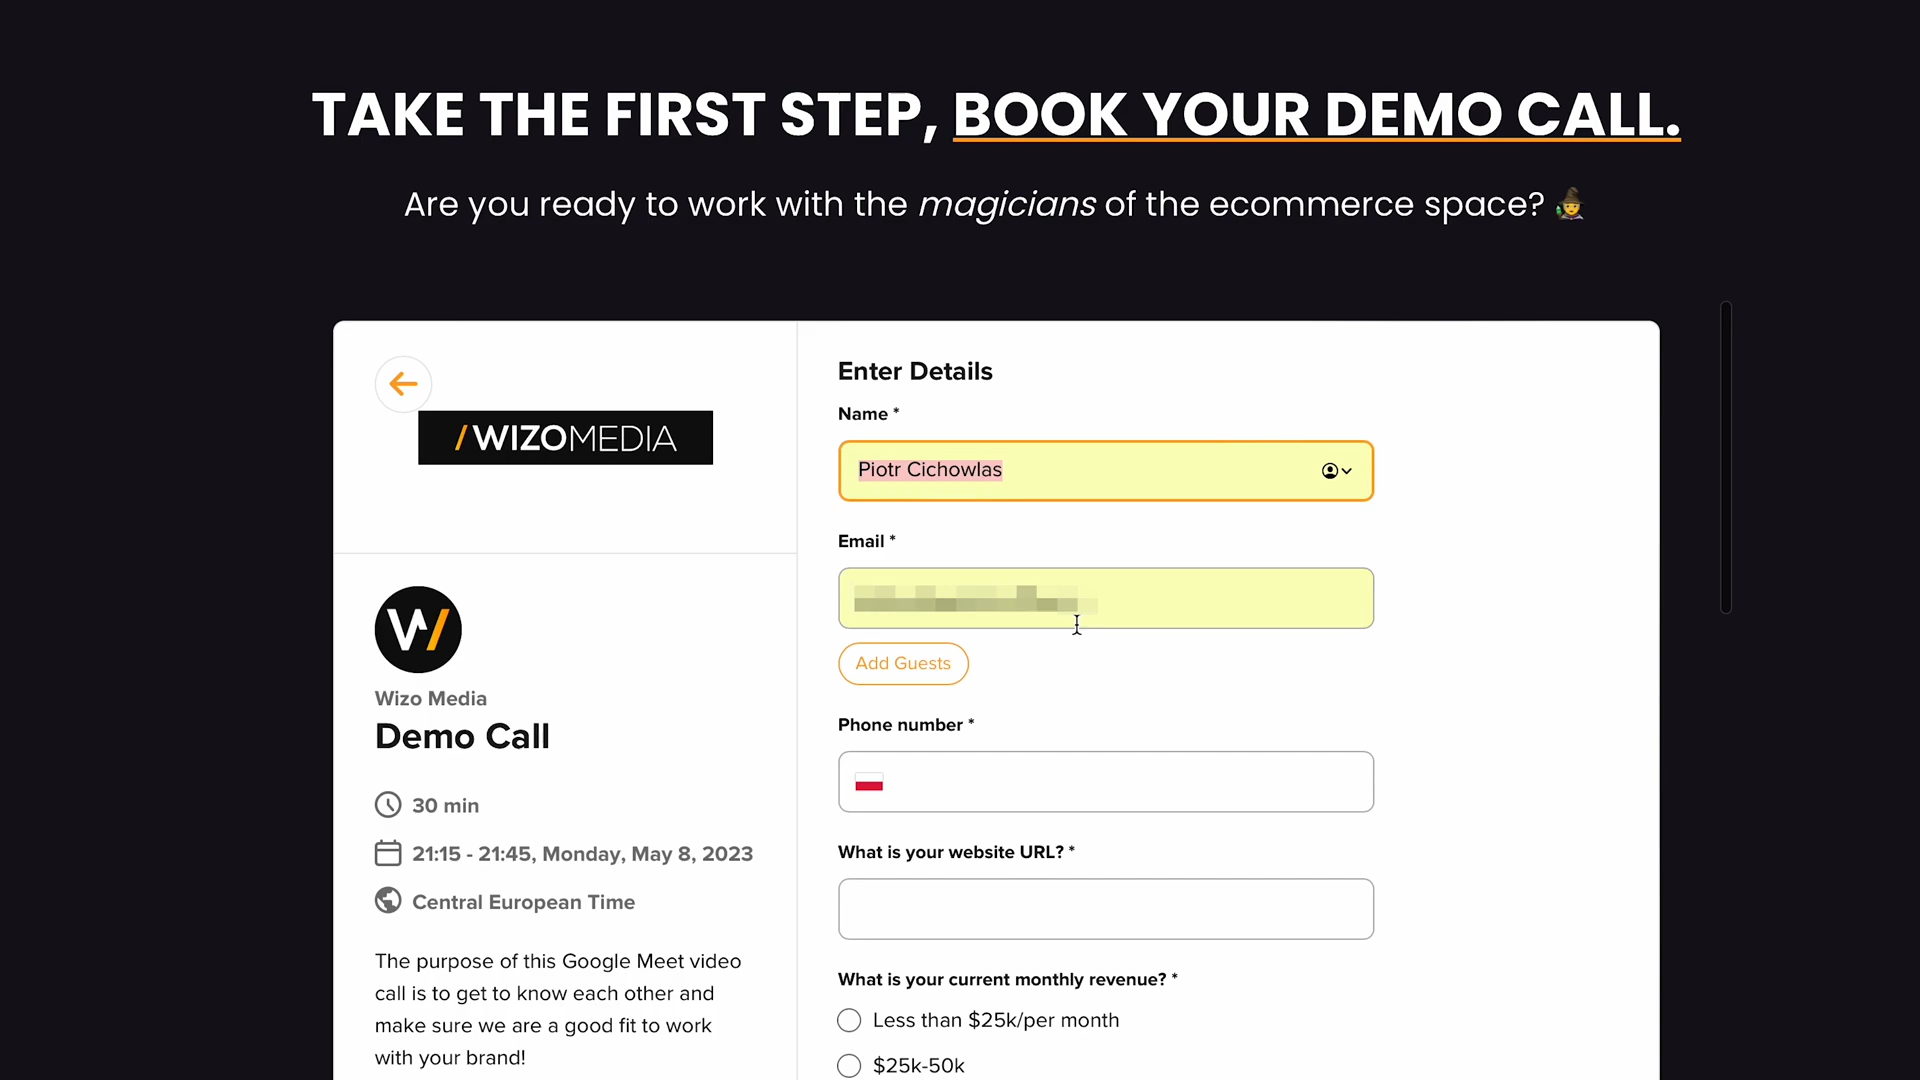 TAKE THE FIRST STEP, BOOK YOUR DEMO CALL.
Are you ready to work with the magicians of the ecommerce space?
/WIZOMEDIA
W/
Wizo Media
Demo Call
30 min
21:15 - 21:45, Monday, May 8, 2023
Central European Time
The purpose of this Google Meet video
call is to get to know each other and
make sure we are a good fit to work
with your brand!
Enter Details
Name *
Piotr Cichowlas
Email *
Add Guests
Phone number *
What is your website URL? *
What is your current monthly revenue? *
Less than $25k/per month
$25k-50k